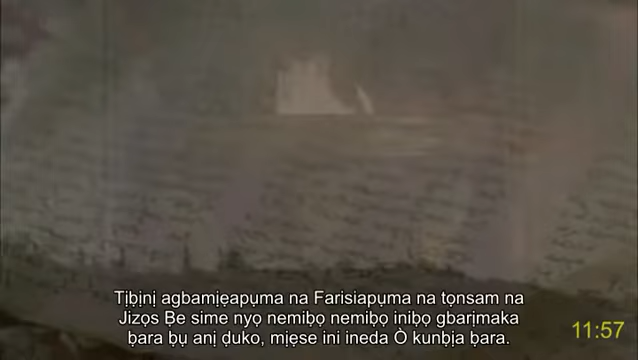 Tịḅịnị agbamịẹapụma na Farisiapụma na tọnsam na
Jizọs Ḅe sime nyọ nemiḅọ nemiḅọ iniḅọ gbarịmaka
ḅara ḅụ anị ḍuko, mịẹse ini ineda Ò kunḅịa ḅara.
11:57